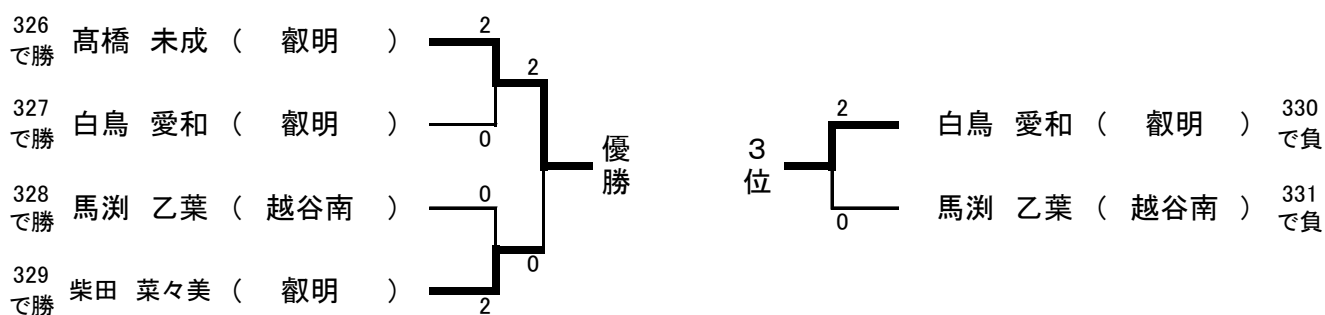 326
で勝
髙橋 未成 ( 叡明 )
2
2
327
で勝
白鳥 愛和 ( 叡明 )
0
優
勝
328
で勝
馬渕 乙葉 ( 越谷南 )
0
0
329
で勝
柴田 菜々美 ( 叡明 )
2
3
位
2
白鳥 愛和 ( 叡明 )
330
で負
0
馬渕 乙葉 ( 越谷南 )
331
で負